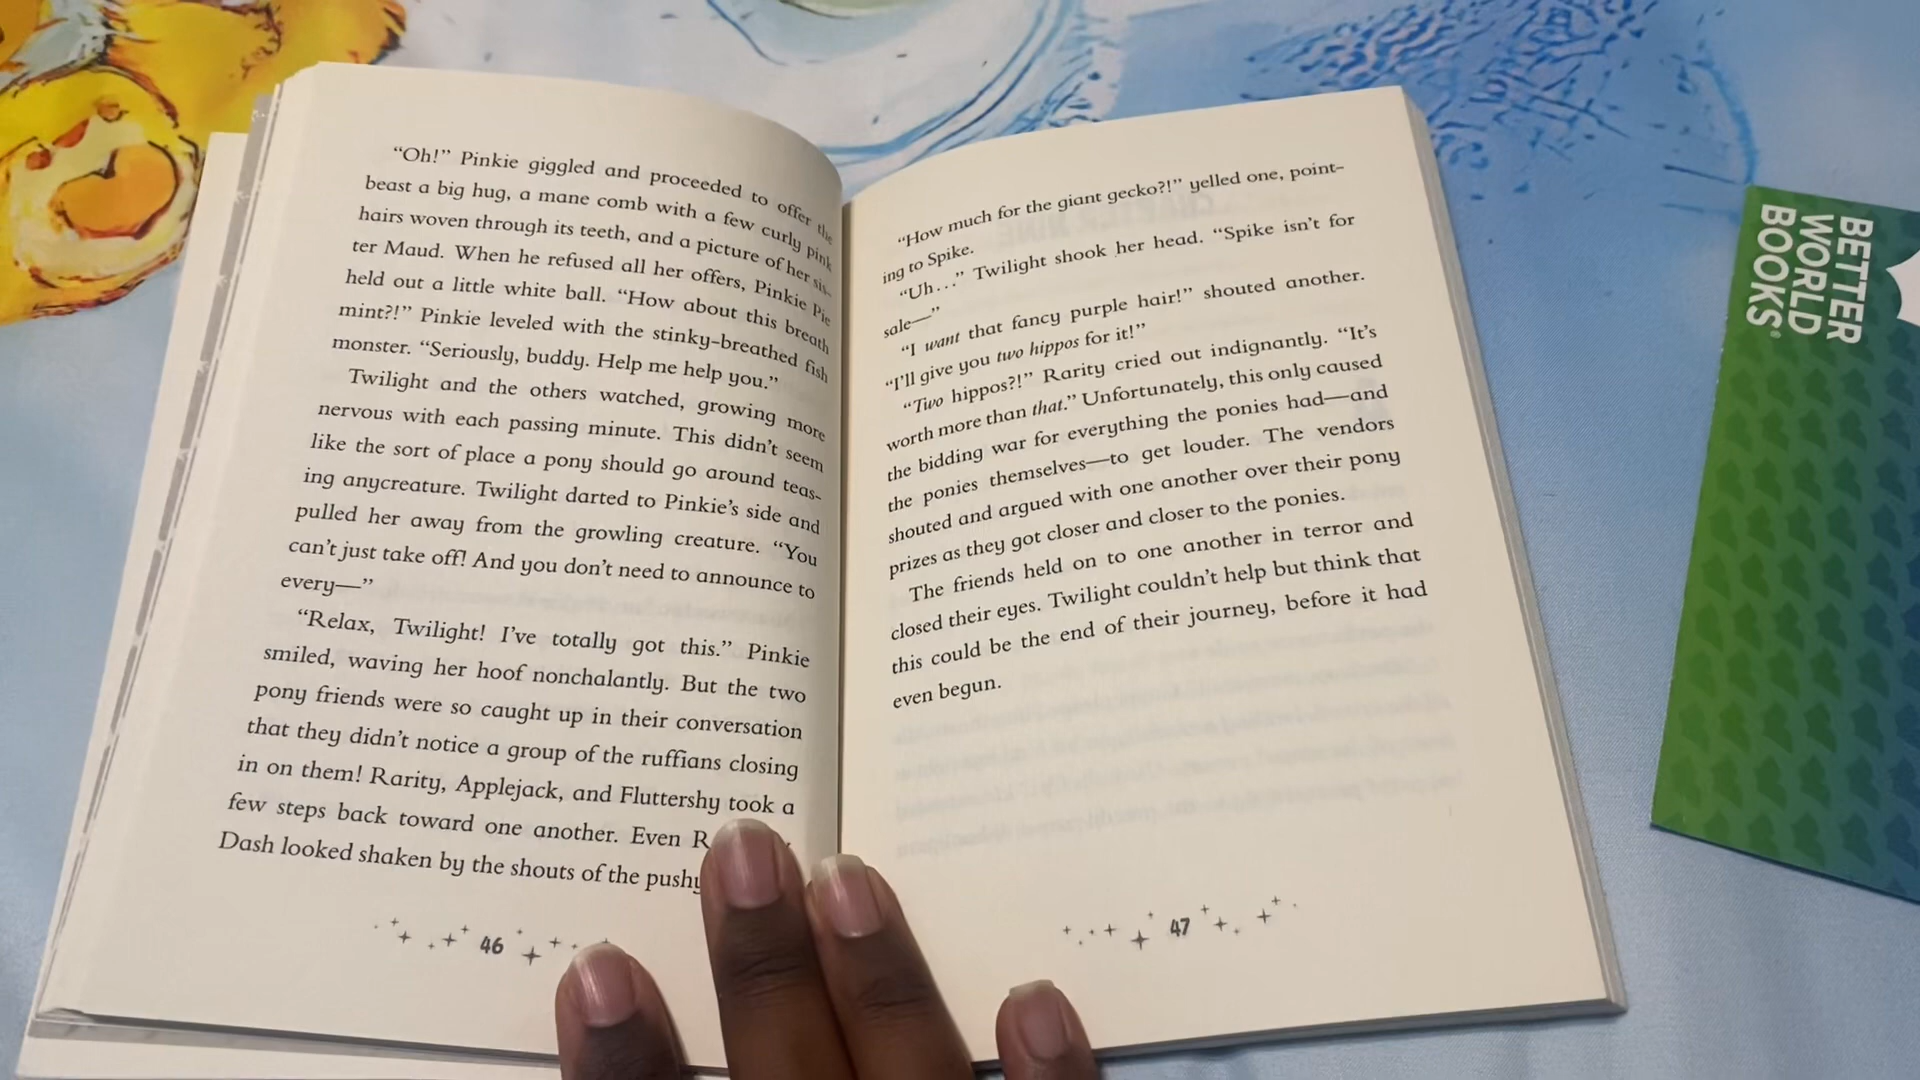 “Oh!” Pinkie giggled and proceeded to offer the
beast a big hug, a mane comb with a few curly pink
hairs woven through its teeth, and a picture of her sis-
ter Maud. When he refused all her offers, Pinkie Pie
held out a little white ball. “How about this breath
mint?!” Pinkie leveled with the stinky-breathed fish
monster. “Seriously, buddy. Help me help you.”
Twilight and the others watched, growing more
nervous with each passing minute. This didn’t seem
like the sort of place a pony should go around teas-
ing anycreature. Twilight darted to Pinkie’s side and
pulled her away from the growling creature. “You
can’t just take off! And you don’t need to announce to
every—”
“Relax, Twilight! I’ve totally got this.” Pinkie
smiled, waving her hoof nonchalantly. But the two
pony friends were so caught up in their conversation
that they didn’t notice a group of the ruffians closing
in on them! Rarity, Applejack, and Fluttershy took a
few steps back toward one another. Even
Dash looked shaken by the shouts of the pushy
46
“How much for the giant gecko?!” yelled one, point-
ing to Spike.
“Uh…” Twilight shook her head. “Spike isn’t for
sale—”
“I want that fancy purple hair!” shouted another.
“I’ll give you two hippos for it!”
“Two hippos?!” Rarity cried out indignantly. “It’s
worth more than that.” Unfortunately, this only caused
the bidding war for everything the ponies had—and
the ponies themselves—to get louder. The vendors
shouted and argued with one another over their pony
prizes as they got closer and closer to the ponies.
The friends held on to one another in terror and
closed their eyes. Twilight couldn’t help but think that
this could be the end of their journey, before it had
even begun.
47
BETTER
WORLD
BOOKS®